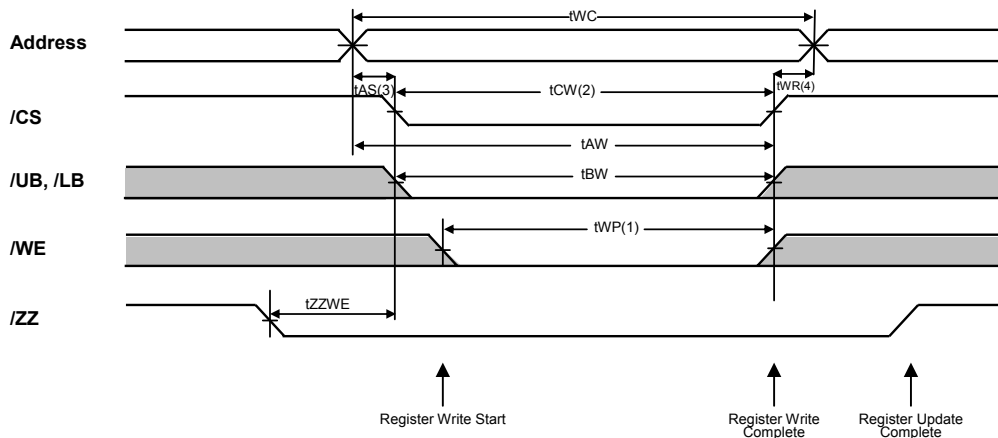 tWC
Address
tAS(3)
tCW(2)
tWR(4)
/CS
tAW
/UB, /LB
tBW
/WE
tWP(1)
tZZWE
/ZZ
Register Write Start
Register Write
Complete
Register Update
Complete